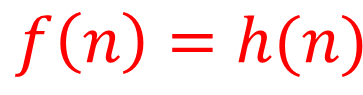 f(n) = h(n)